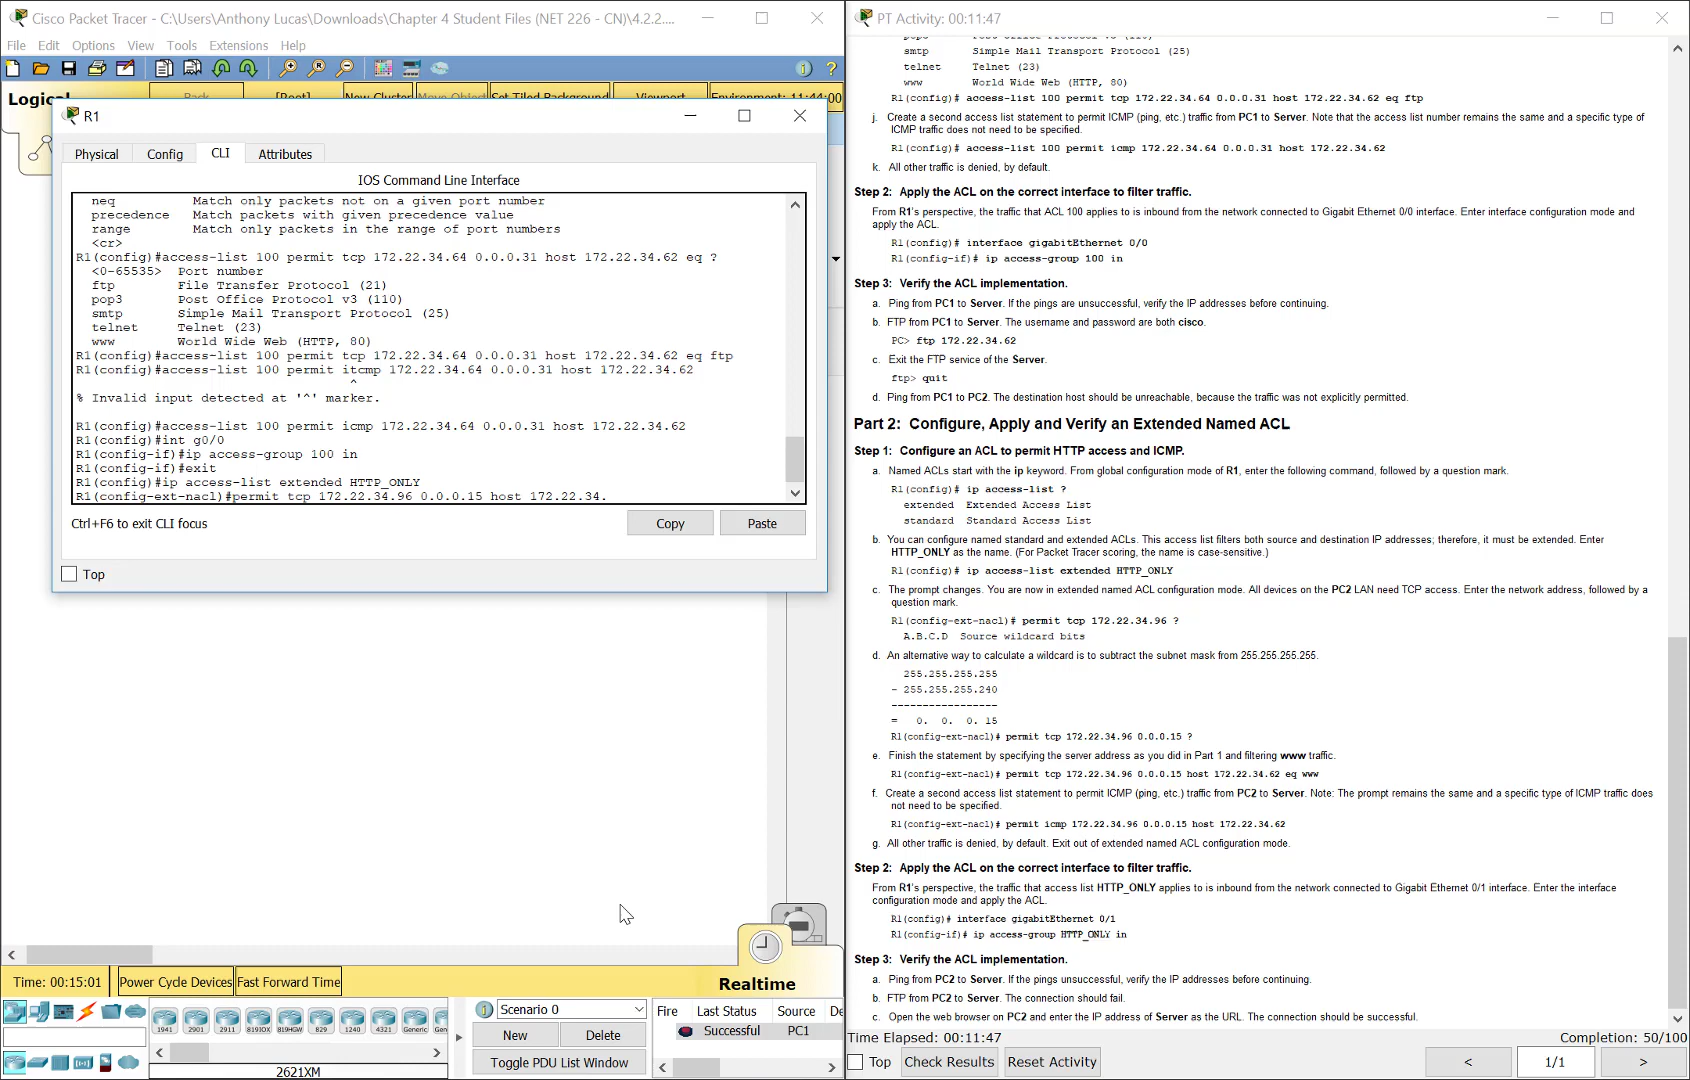 Cisco Packet Tracer - C:\Users\Anthony Lucas\Downloads\Chapter 4 Student Files (NET 226 - CN)\4.2.2....
File Edit Options View Tools Extensions Help
Logical
Back [Root] New Cluster Move Object Set Tiled Background Viewport Environment: 11:44:00
R1
Physical Config CLI Attributes
IOS Command Line Interface
neq Match only packets not on a given port number
precedence Match packets with given precedence value
range Match only packets in the range of port numbers
<cr>
R1(config)#access-list 100 permit tcp 172.22.34.64 0.0.0.31 host 172.22.34.62 eq ?
<0-65535> Port number
ftp File Transfer Protocol (21)
pop3 Post Office Protocol v3 (110)
smtp Simple Mail Transport Protocol (25)
telnet Telnet (23)
www World Wide Web (HTTP, 80)
R1(config)#access-list 100 permit tcp 172.22.34.64 0.0.0.31 host 172.22.34.62 eq ftp
R1(config)#access-list 100 permit itcmp 172.22.34.64 0.0.0.31 host 172.22.34.62
^
% Invalid input detected at '^' marker.
R1(config)#access-list 100 permit icmp 172.22.34.64 0.0.0.31 host 172.22.34.62
R1(config)#int g0/0
R1(config-if)#ip access-group 100 in
R1(config-if)#exit
R1(config)#ip access-list extended HTTP_ONLY
R1(config-ext-nacl)#permit tcp 172.22.34.96 0.0.0.15 host 172.22.34.
Ctrl+F6 to exit CLI focus
Copy Paste
Top
Time: 00:15:01 Power Cycle Devices Fast Forward Time
Realtime
1941 2901 2911 819IOX 819HGW 829 1240 4321 Generic
2621XM
Scenario 0
New Delete
Toggle PDU List Window
Fire Last Status Source De
Successful PC1
PT Activity: 00:11:47
pop3 Post Office Protocol v3 (110)
smtp Simple Mail Transport Protocol (25)
telnet Telnet (23)
www World Wide Web (HTTP, 80)
R1(config)# access-list 100 permit tcp 172.22.34.64 0.0.0.31 host 172.22.34.62 eq ftp
j. Create a second access list statement to permit ICMP (ping, etc.) traffic from PC1 to Server. Note that the access list number remains the same and a specific type of
ICMP traffic does not need to be specified.
R1(config)# access-list 100 permit icmp 172.22.34.64 0.0.0.31 host 172.22.34.62
k. All other traffic is denied, by default.
Step 2: Apply the ACL on the correct interface to filter traffic.
From R1's perspective, the traffic that ACL 100 applies to is inbound from the network connected to Gigabit Ethernet 0/0 interface. Enter interface configuration mode and
apply the ACL.
R1(config)# interface gigabitEthernet 0/0
R1(config-if)# ip access-group 100 in
Step 3: Verify the ACL implementation.
a. Ping from PC1 to Server. If the pings are unsuccessful, verify the IP addresses before continuing.
b. FTP from PC1 to Server. The username and password are both cisco.
PC> ftp 172.22.34.62
c. Exit the FTP service of the Server.
ftp> quit
d. Ping from PC1 to PC2. The destination host should be unreachable, because the traffic was not explicitly permitted.
Part 2: Configure, Apply and Verify an Extended Named ACL
Step 1: Configure an ACL to permit HTTP access and ICMP.
a. Named ACLs start with the ip keyword. From global configuration mode of R1, enter the following command, followed by a question mark.
R1(config)# ip access-list ?
extended Extended Access List
standard Standard Access List
b. You can configure named standard and extended ACLs. This access list filters both source and destination IP addresses; therefore, it must be extended. Enter
HTTP_ONLY as the name. (For Packet Tracer scoring, the name is case-sensitive.)
R1(config)# ip access-list extended HTTP_ONLY
c. The prompt changes. You are now in extended named ACL configuration mode. All devices on the PC2 LAN need TCP access. Enter the network address, followed by a
question mark.
R1(config-ext-nacl)# permit tcp 172.22.34.96 ?
A.B.C.D Source wildcard bits
d. An alternative way to calculate a wildcard is to subtract the subnet mask from 255.255.255.255.
255.255.255.255
- 255.255.255.240
-----------------
= 0. 0. 0. 15
R1(config-ext-nacl)# permit tcp 172.22.34.96 0.0.0.15 ?
e. Finish the statement by specifying the server address as you did in Part 1 and filtering www traffic.
R1(config-ext-nacl)# permit tcp 172.22.34.96 0.0.0.15 host 172.22.34.62 eq www
f. Create a second access list statement to permit ICMP (ping, etc.) traffic from PC2 to Server. Note: The prompt remains the same and a specific type of ICMP traffic does
not need to be specified.
R1(config-ext-nacl)# permit icmp 172.22.34.96 0.0.0.15 host 172.22.34.62
g. All other traffic is denied, by default. Exit out of extended named ACL configuration mode.
Step 2: Apply the ACL on the correct interface to filter traffic.
From R1's perspective, the traffic that access list HTTP_ONLY applies to is inbound from the network connected to Gigabit Ethernet 0/1 interface. Enter the interface
configuration mode and apply the ACL.
R1(config)# interface gigabitEthernet 0/1
R1(config-if)# ip access-group HTTP_ONLY in
Step 3: Verify the ACL implementation.
a. Ping from PC2 to Server. If the pings unsuccessful, verify the IP addresses before continuing.
b. FTP from PC2 to Server. The connection should fail.
c. Open the web browser on PC2 and enter the IP address of Server as the URL. The connection should be successful.
Time Elapsed: 00:11:47 Completion: 50/100
Top Check Results Reset Activity < 1/1 >